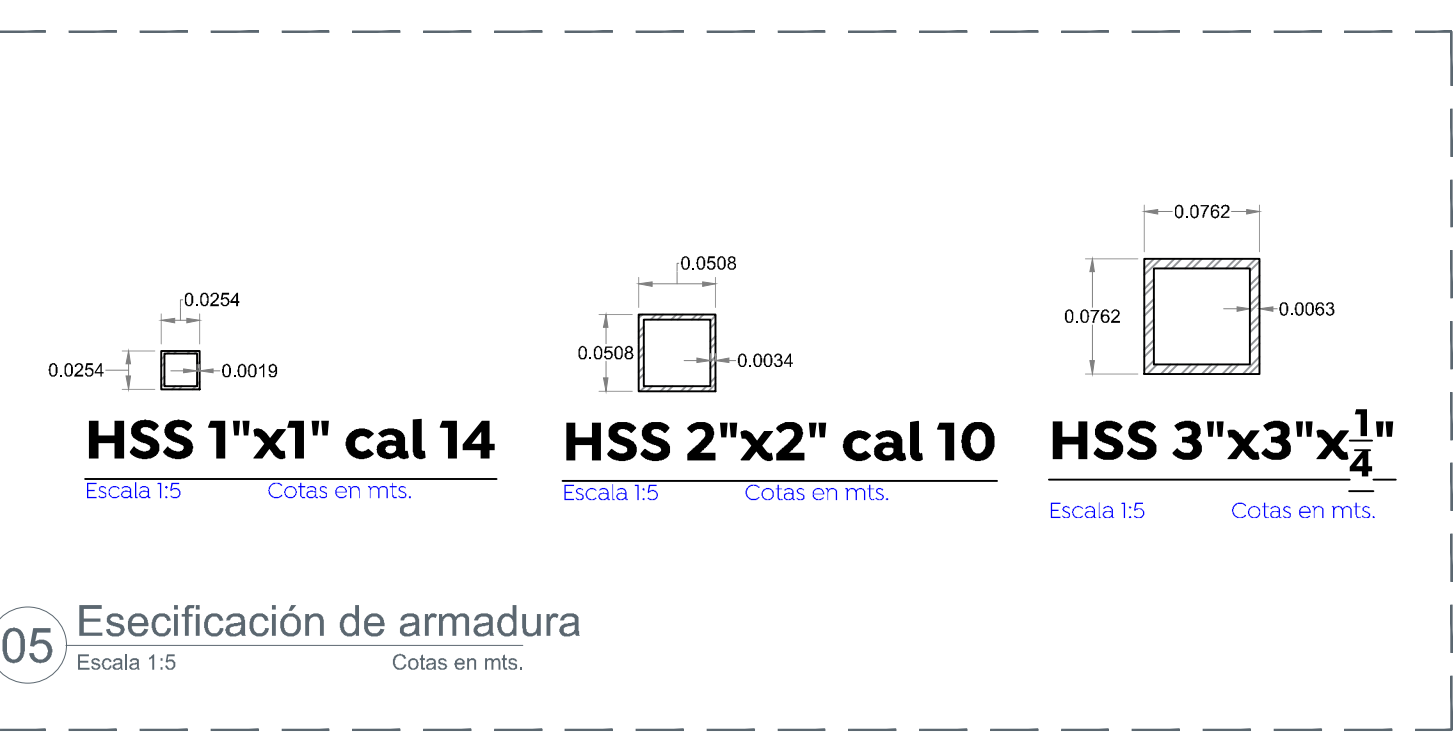 0.0254
0.0254
0.0019
HSS 1"x1" cal 14
Escala 1:5 Cotas en mts.
0.0508
0.0508
0.0034
HSS 2"x2" cal 10
Escala 1:5 Cotas en mts.
0.0762
0.0762
0.0063
HSS 3"x3"x1/4"
Escala 1:5 Cotas en mts.
05 Esecificación de armadura
Escala 1:5 Cotas en mts.